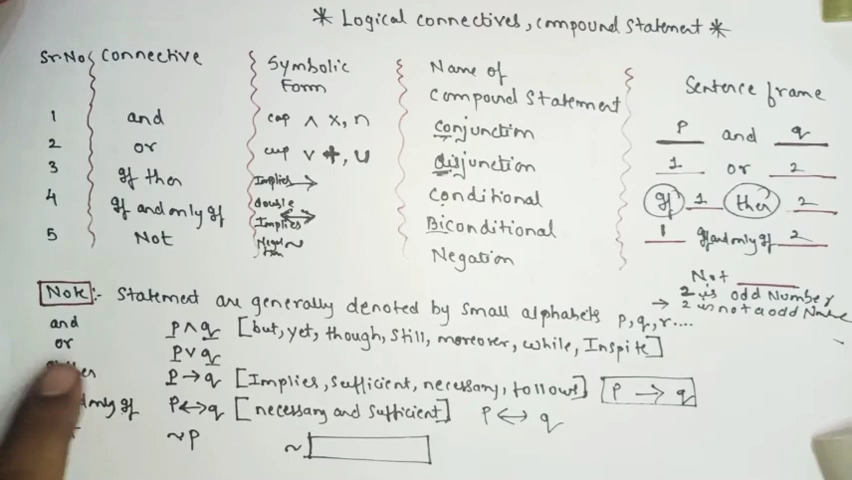 * Logical connectives, compound statement *
Sr.No Connective Symbolic Form Name of Compound Statement Sentence frame
1 and cap ∧ x, n conjunction P and q
2 or cup ∨ +, ∪ disjunction 1 or 2
3 If then Implies → Conditional If 1 then 2
4 If and only If double Implies ↔ Biconditional 1 If and only If 2
5 Not ~ Negation Not
Note :- Statement are generally denoted by small alphabets p, q, r....
→ 2 is odd Number
2 is not a odd
and p ∧ q [but, yet, though, still, moreover, while, Inspite]
or p ∨ q
p → q [Implies, Sufficient, necessary, follows] P → q
only If P ↔ q [necessary and Sufficient] P ↔ q
~P ~